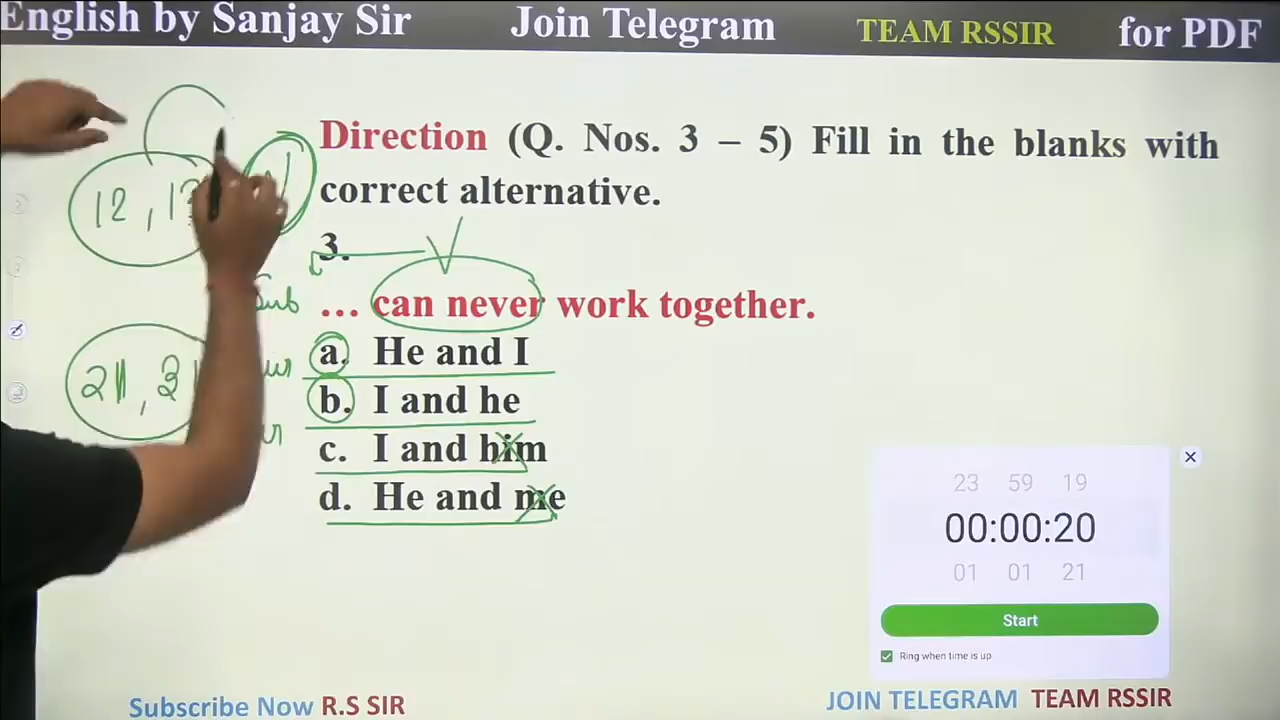 English by Sanjay Sir Join Telegram TEAM RSSIR for PDF
Direction (Q. Nos. 3 – 5) Fill in the blanks with
correct alternative.
3.
... can never work together.
a. He and I
b. I and he
c. I and him
d. He and me
12,
Sub
21,
23 59 19
00:00:20
01 01 21
Start
Ring when time is up
Subscribe Now R.S SIR
JOIN TELEGRAM TEAM RSSIR